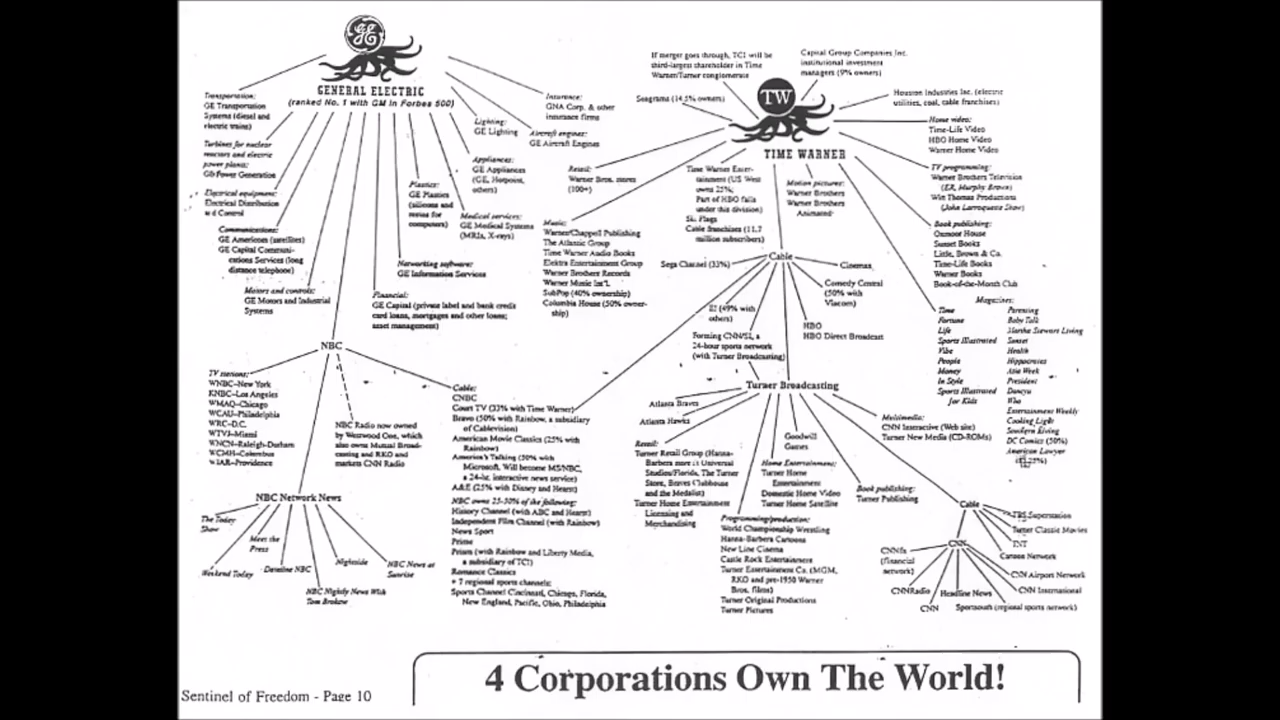 GE
GENERAL ELECTRIC
(ranked No. 1 with GM in Forbes 500)
Transportation:
GE Transportation
Systems (diesel and
electric trains)
Turbines for nuclear
reactors and electric
power plants:
GE Power Generation
Electrical equipment:
Electrical Distribution
Control
Communications:
GE Americom (satellites)
GE Capital Communi-
cations Services (long
distance telephone)
Motors and controls:
GE Motors and Industrial
Systems
Insurance:
GNA Corp. & other
insurance firms
Lighting:
GE Lighting
Aircraft engines:
GE Aircraft Engines
Appliances:
GE Appliances
(GE, Hotpoint,
others)
Plastics:
GE Plastics
(silicons and
for
computers)
Medical services:
GE Medical Systems
(MRIs, X-rays)
Networking software:
GE Information Services
Financial:
GE Capital (private label and bank credit
card loans, mortgages and other loans;
asset management)
NBC
TV stations:
WNBC–New York
KNBC–Los Angeles
WMAQ–Chicago
WCAU–Philadelphia
WRC–D.C.
WTVJ–Miami
WNCN–Raleigh-Durham
WCMH–Columbus
WJAR–Providence
NBC Radio now owned
by Westwood One, which
also owns Mutual Broad-
casting and RKO and
markets CNN Radio
NBC Network News
The Today
Show
Meet the
Press
Weekend Today
Dateline NBC
Nightside
NBC News at
Sunrise
NBC Nightly News With
Tom Brokaw
Cable:
CNBC
Court TV (33% with Time Warner)
Bravo (50% with Rainbow, a subsidiary
of Cablevision)
American Movie Classics (25% with
Rainbow)
America's Talking (50% with
Microsoft. Will become MS/NBC,
a 24-hr. interactive news service)
A&E (25% with Disney and Hearst)
NBC owns 25-50% of the following:
History Channel (with ABC and Hearst)
Independent Film Channel (with Rainbow)
News Sport
Prime
Prism (with Rainbow and Liberty Media,
a subsidiary of TCI)
Romance Classics
+ 7 regional sports channels:
Sports Channel Cincinnati, Chicago, Florida,
New England, Pacific, Ohio, Philadelphia
If merger goes through, TCI will be
third-largest shareholder in Time
Warner/Turner conglomerate
Capital Group Companies Inc.
institutional investment
managers (9% owners)
Seagrams (14.5% owners)
TW
TIME WARNER
Houston Industries Inc. (electric
utilities, coal, cable franchises)
Home video:
Time-Life Video
HBO Home Video
Warner Home Video
TV programming:
Warner Brothers Television
(ER, Murphy Brown)
Witt Thomas Productions
(John Larroquette Show)
Book publishing:
Oxmoor House
Sunset Books
Little, Brown & Co.
Time-Life Books
Warner Books
Book-of-the-Month Club
Retail:
Warner Bros. stores
(100+)
Music:
Warner/Chappell Publishing
The Atlantic Group
Time Warner Audio Books
Elektra Entertainment Group
Warner Brothers Records
Warner Music Int'l.
SubPop (40% ownership)
Columbia House (50% owner-
ship)
Time Warner Enter-
tainment (US West
owns 25%;
Part of HBO falls
under this division)
Six Flags
Cable franchises (11.7
million subscribers)
Motion pictures:
Warner Brothers
Warner Brothers
Animated
Cable
Sega Channel (33%)
Cinemax
Comedy Central
(50% with
Viacom)
E! (49% with
others)
HBO
HBO Direct Broadcast
Forming CNN/SI, a
24-hour sports network
(with Turner Broadcasting)
Magazines:
Time
Fortune
Life
Sports Illustrated
Vibe
People
Money
In Style
Sports Illustrated
for Kids
Parenting
Baby Talk
Martha Stewart Living
Sunset
Health
Hippocrates
Asia Week
President
Dancyu
Who
Entertainment Weekly
Cooking Light
Southern Living
DC Comics (50%)
American Lawyer
Turner Broadcasting
Atlanta Braves
Atlanta Hawks
Retail:
Turner Retail Group (Hanna-
Barbera store at Universal
Studios/Florida, The Turner
Store, Braves Clubhouse
and the Medalist)
Turner Home Entertainment
Licensing and
Merchandising
Goodwill
Games
Home Entertainment:
Turner Home
Entertainment
Domestic Home Video
Turner Home Satellite
Multimedia:
CNN Interactive (Web site)
Turner New Media (CD-ROMs)
Book publishing:
Turner Publishing
Programming/production:
World Championship Wrestling
Hanna-Barbera Cartoons
New Line Cinema
Castle Rock Entertainment
Turner Entertainment Co. (MGM,
RKO and pre-1950 Warner
Bros. films)
Turner Original Productions
Turner Pictures
Cable
TBS Superstation
Turner Classic Movies
TNT
Cartoon Network
CNN
CNNfn
(financial
network)
CNN Airport Network
CNN International
CNNRadio
CNN
Headline News
Sportsouth (regional sports network)
4 Corporations Own The World!
Sentinel of Freedom - Page 10